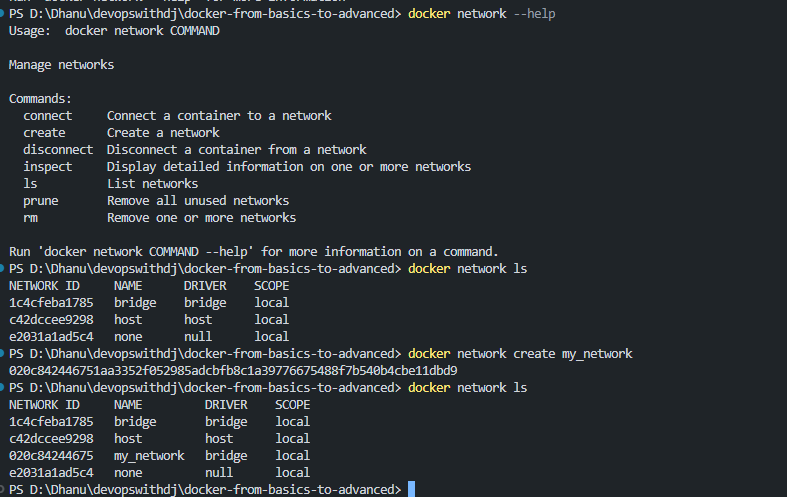 PS D:\Dhanu\devopswithdj\docker-from-basics-to-advanced> docker network --help
Usage:  docker network COMMAND
Manage networks
Commands:
  connect     Connect a container to a network
  create      Create a network
  disconnect  Disconnect a container from a network
  inspect     Display detailed information on one or more networks
  ls          List networks
  prune       Remove all unused networks
  rm          Remove one or more networks
Run 'docker network COMMAND --help' for more information on a command.
PS D:\Dhanu\devopswithdj\docker-from-basics-to-advanced> docker network ls
NETWORK ID     NAME      DRIVER    SCOPE
1c4cfeba1785   bridge    bridge    local
c42dccee9298   host      host      local
e2031a1ad5c4   none      null      local
PS D:\Dhanu\devopswithdj\docker-from-basics-to-advanced> docker network create my_network
020c842446751aa3352f052985adcbfb8c1a39776675488f7b540b4cbe11dbd9
PS D:\Dhanu\devopswithdj\docker-from-basics-to-advanced> docker network ls
NETWORK ID     NAME         DRIVER    SCOPE
1c4cfeba1785   bridge       bridge    local
c42dccee9298   host         host      local
020c84244675   my_network   bridge    local
e2031a1ad5c4   none         null      local
PS D:\Dhanu\devopswithdj\docker-from-basics-to-advanced>